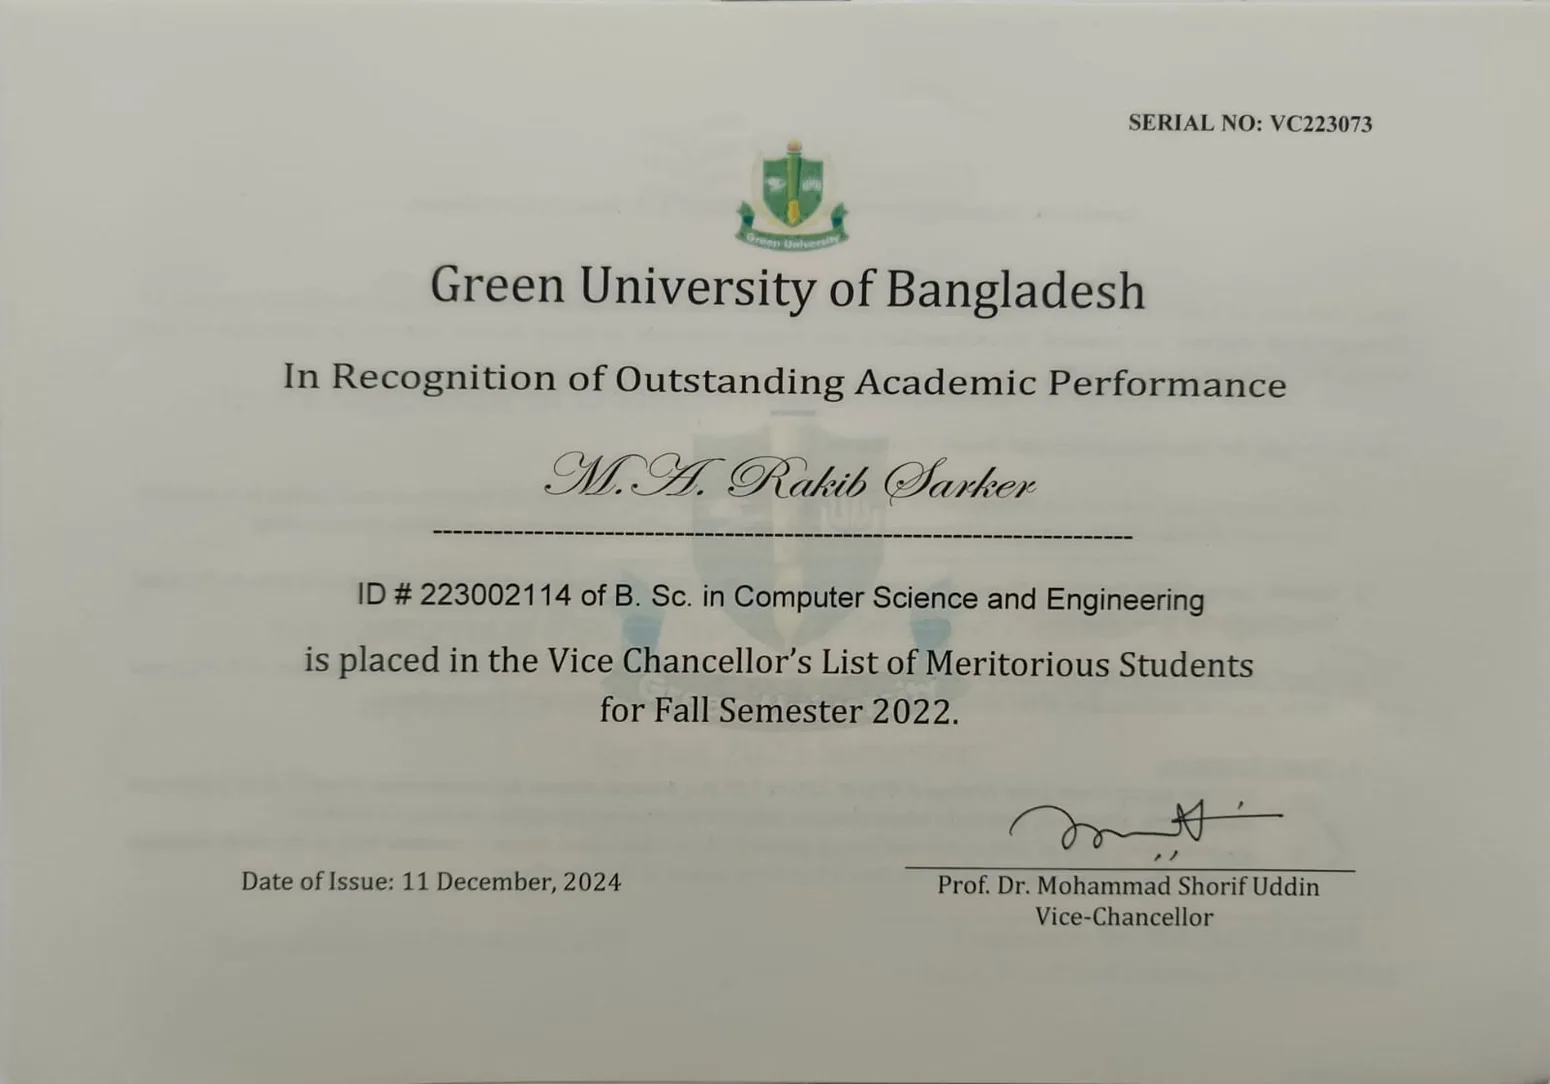 SERIAL NO: VC223073
Green University
Green University of Bangladesh
In Recognition of Outstanding Academic Performance
M.A. Rakib Sarker
ID # 223002114 of B. Sc. in Computer Science and Engineering
is placed in the Vice Chancellor's List of Meritorious Students
for Fall Semester 2022.
Date of Issue: 11 December, 2024
Prof. Dr. Mohammad Shorif Uddin
Vice-Chancellor